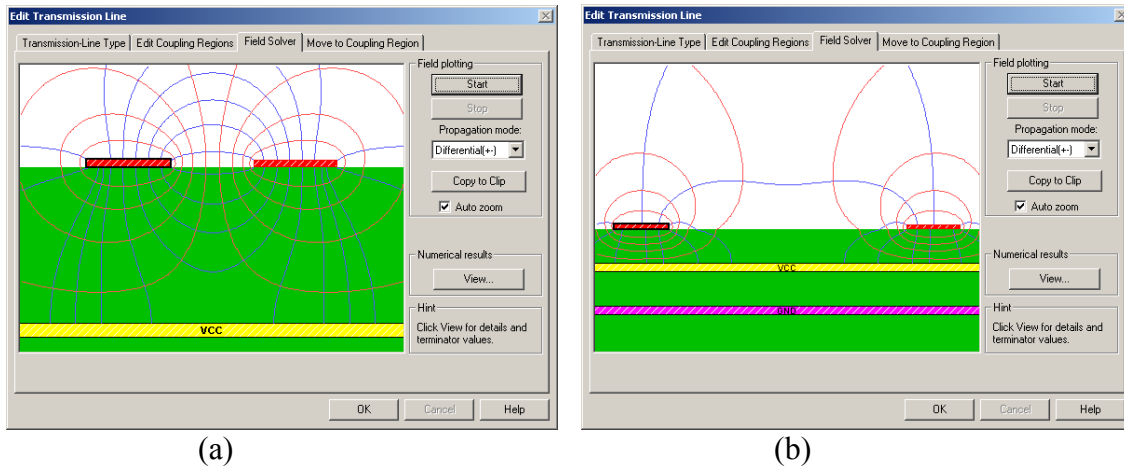 Edit Transmission Line
Transmission-Line Type Edit Coupling Regions Field Solver Move to Coupling Region
Field plotting
Start
Stop
Propagation mode:
Differential(+-)
Copy to Clip
Auto zoom
Numerical results
View...
Hint
Click View for details and
terminator values.
VCC
OK Cancel Help
(a)
Edit Transmission Line
Transmission-Line Type Edit Coupling Regions Field Solver Move to Coupling Region
Field plotting
Start
Stop
Propagation mode:
Differential(+-)
Copy to Clip
Auto zoom
VCC
Numerical results
View...
GND
Hint
Click View for details and
terminator values.
OK Cancel Help
(b)